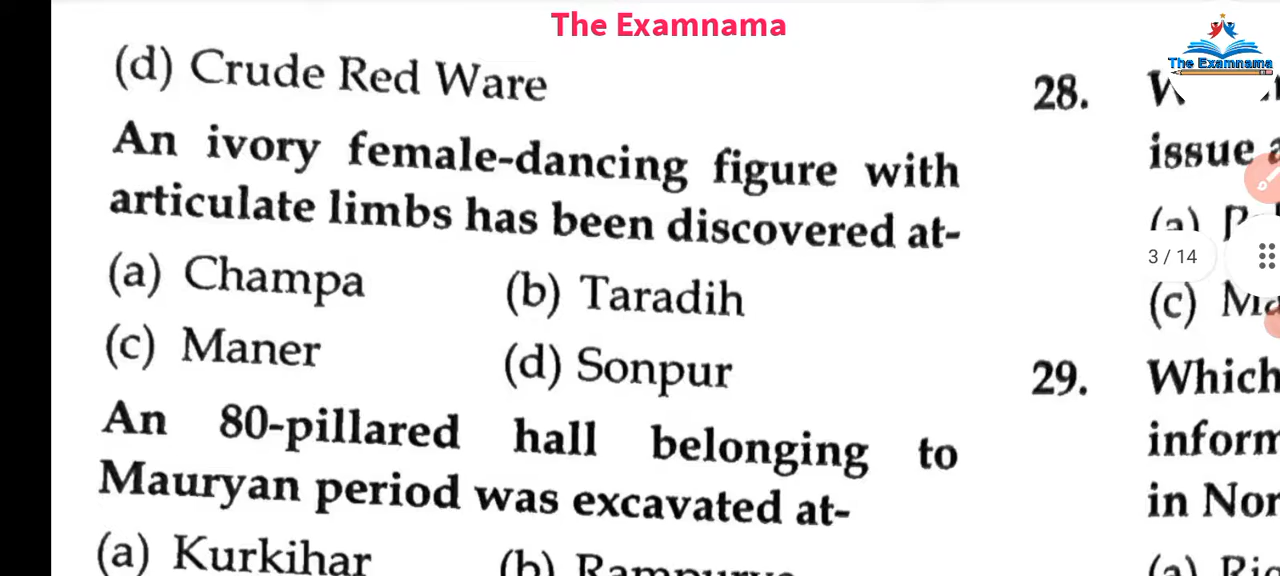 The Examnama
The Examnama
(d) Crude Red Ware
An ivory female-dancing figure with
articulate limbs has been discovered at-
(a) Champa (b) Taradih
(c) Maner (d) Sonpur
An 80-pillared hall belonging to
Mauryan period was excavated at-
(a) Kurkihar (b)
28.
issue
(a)
3 / 14
(c)
29. Which
inform
in Nor
(a)